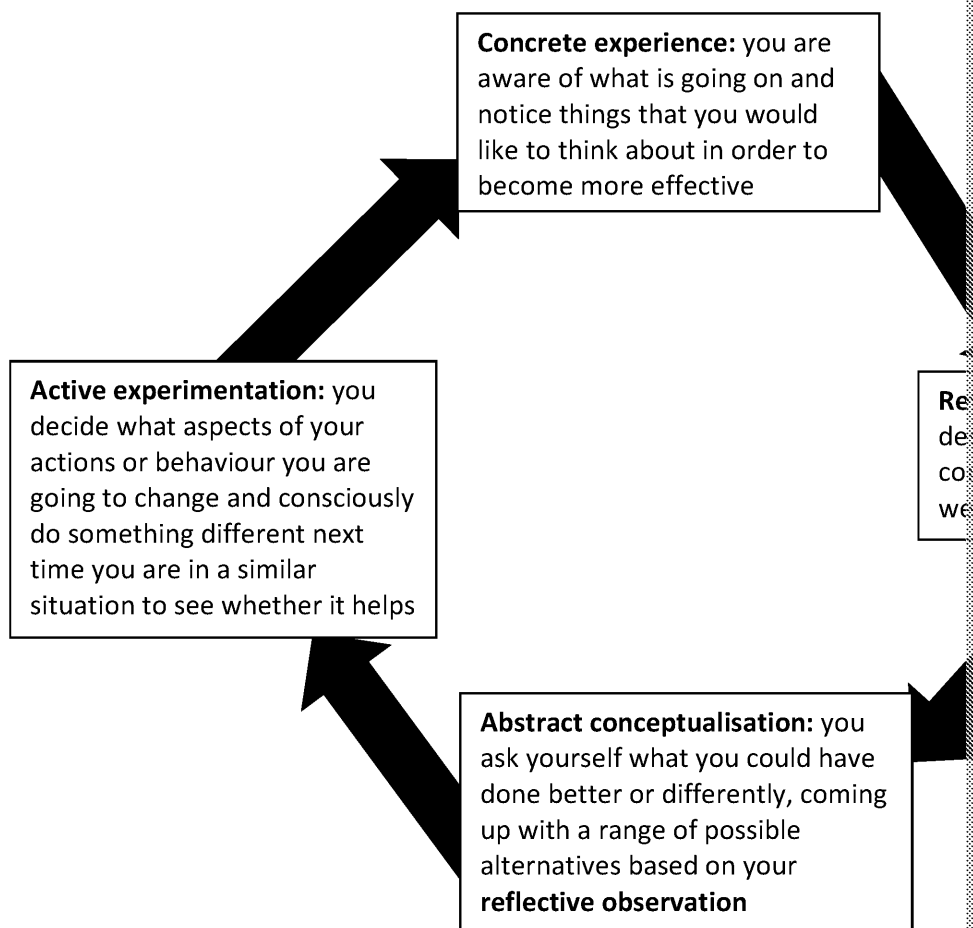 Concrete experience: you are
aware of what is going on and
notice things that you would
like to think about in order to
become more effective
Active experimentation: you
decide what aspects of your
actions or behaviour you are
going to change and consciously
do something different next
time you are in a similar
situation to see whether it helps
Re
de
co
we
Abstract conceptualisation: you
ask yourself what you could have
done better or differently, coming
up with a range of possible
alternatives based on your
reflective observation